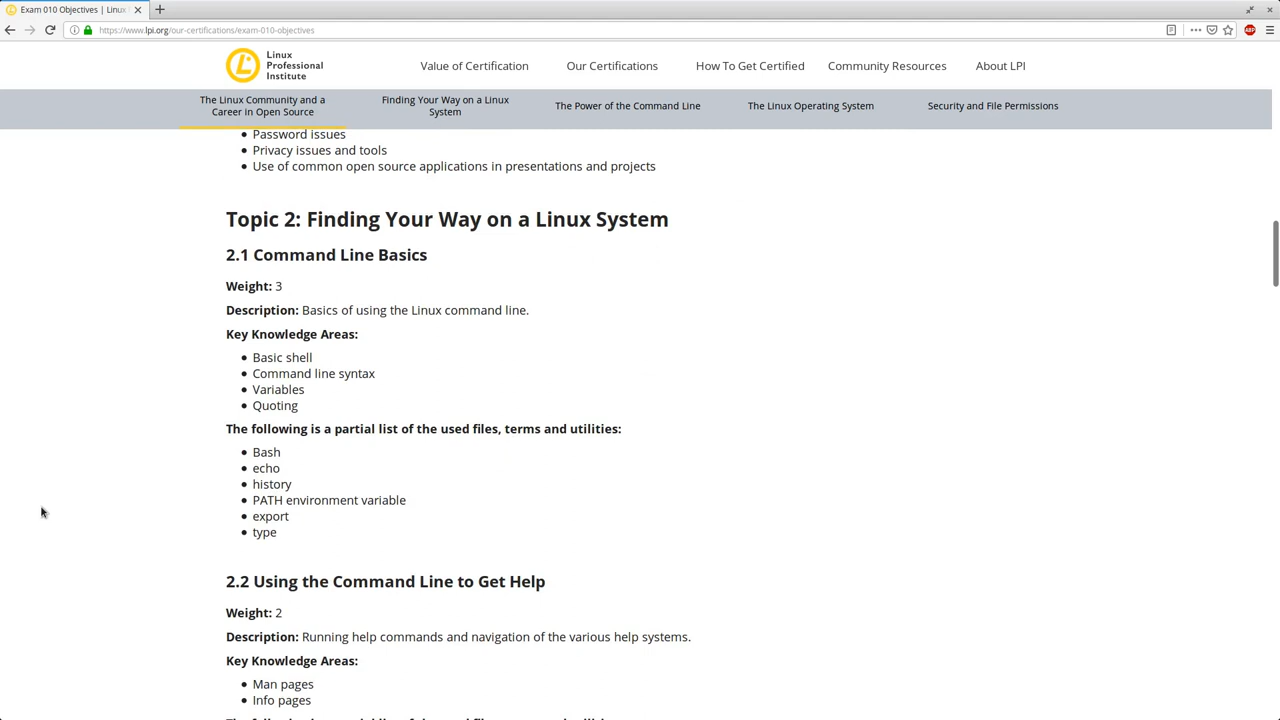 Exam 010 Objectives | Linux
https://www.lpi.org/our-certifications/exam-010-objectives
ABP
Linux
Professional
Institute
Value of Certification
Our Certifications
How To Get Certified
Community Resources
About LPI
The Linux Community and a
Career in Open Source
Finding Your Way on a Linux
System
The Power of the Command Line
The Linux Operating System
Security and File Permissions
Password issues
Privacy issues and tools
Use of common open source applications in presentations and projects
Topic 2: Finding Your Way on a Linux System
2.1 Command Line Basics
Weight: 3
Description: Basics of using the Linux command line.
Key Knowledge Areas:
Basic shell
Command line syntax
Variables
Quoting
The following is a partial list of the used files, terms and utilities:
Bash
echo
history
PATH environment variable
export
type
2.2 Using the Command Line to Get Help
Weight: 2
Description: Running help commands and navigation of the various help systems.
Key Knowledge Areas:
Man pages
Info pages